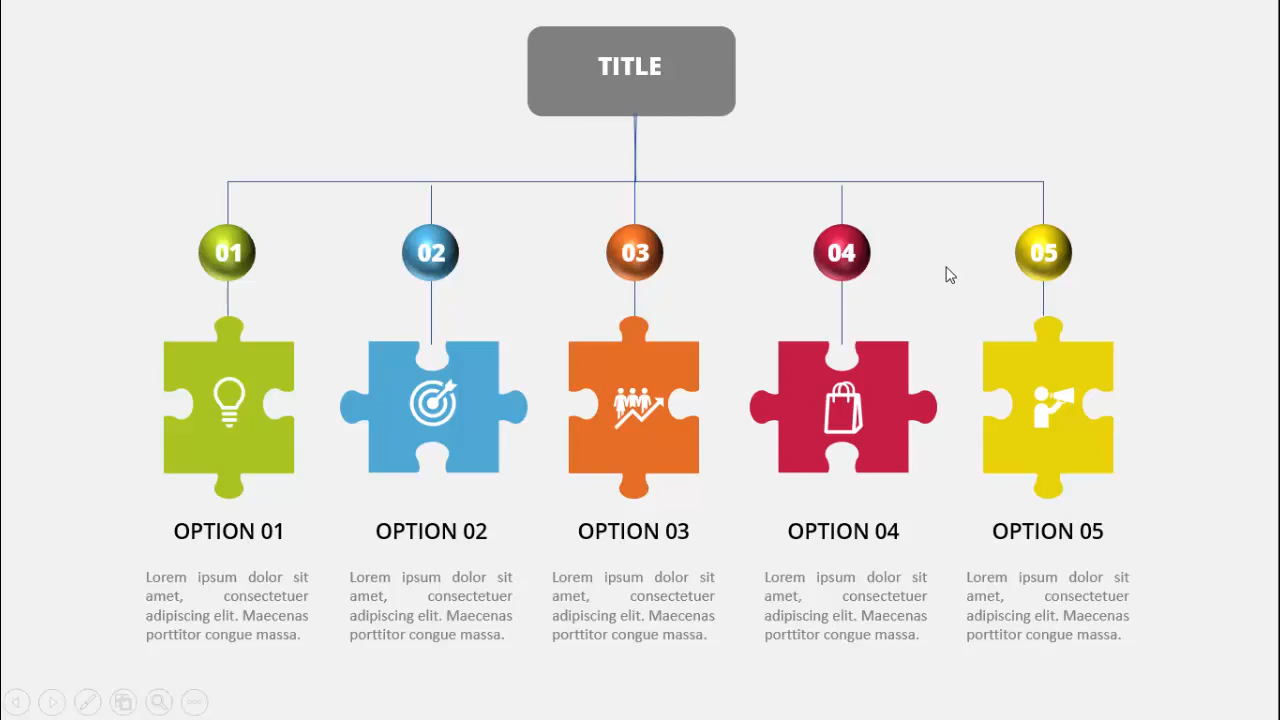 TITLE
01
02
03
04
05
OPTION 01
OPTION 02
OPTION 03
OPTION 04
OPTION 05
Lorem ipsum dolor sit
amet, consectetuer
adipiscing elit. Maecenas
porttitor congue massa.
Lorem ipsum dolor sit
amet, consectetuer
adipiscing elit. Maecenas
porttitor congue massa.
Lorem ipsum dolor sit
amet, consectetuer
adipiscing elit. Maecenas
porttitor congue massa.
Lorem ipsum dolor sit
amet, consectetuer
adipiscing elit. Maecenas
porttitor congue massa.
Lorem ipsum dolor sit
amet, consectetuer
adipiscing elit. Maecenas
porttitor congue massa.